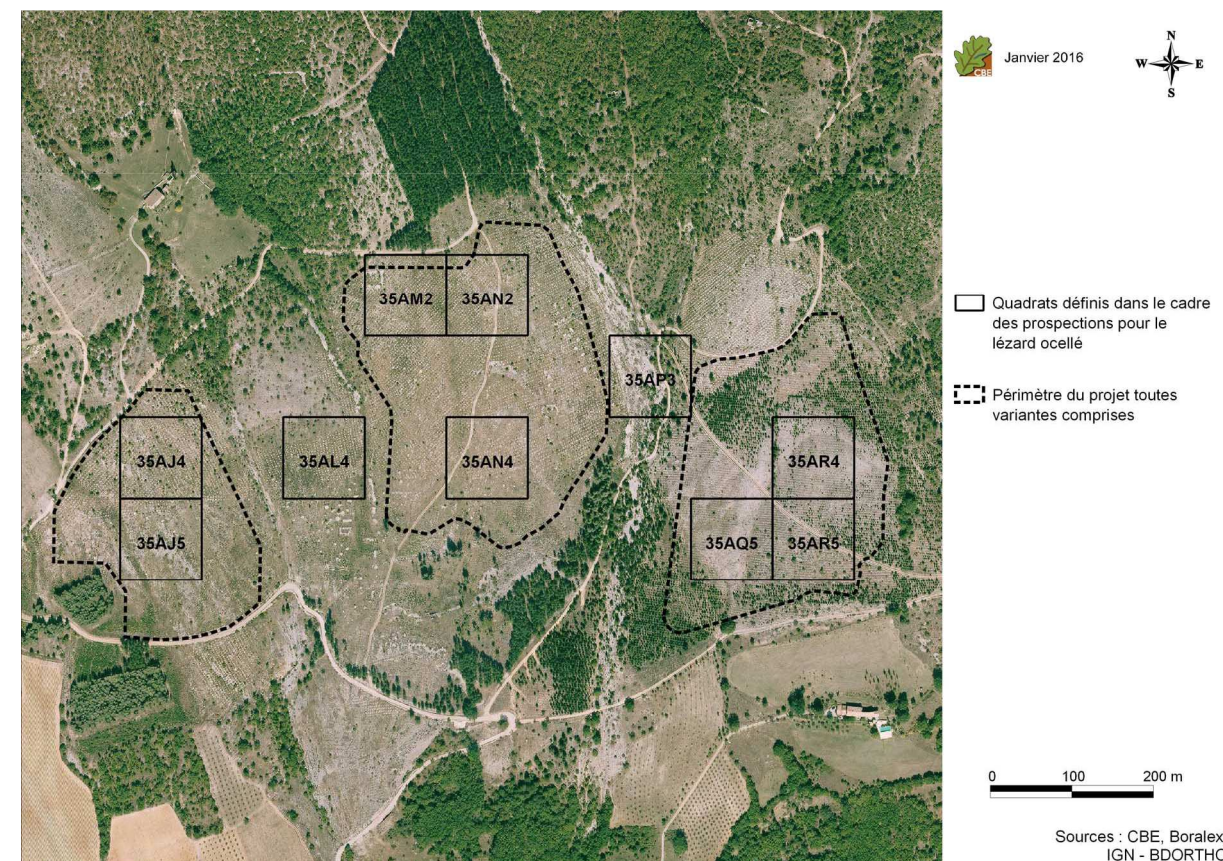 Janvier 2016
CBE
N
W E
S
35AM2 35AN2
35AP3
35AJ4 35AL4 35AN4 35AR4
35AJ5 35AQ5 35AR5
Quadrats définis dans le cadre
des prospections pour le
lézard ocellé
Périmètre du projet toutes
variantes comprises
0 100 200 m
Sources : CBE, Boralex
IGN - BDORTHO